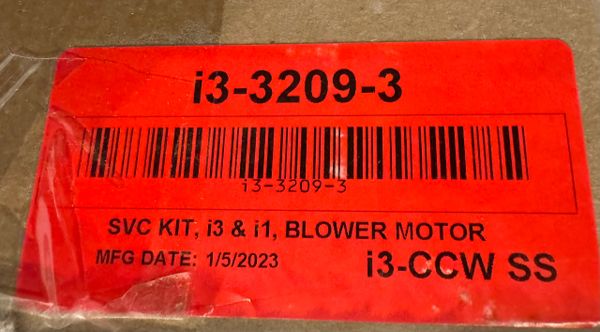 i3-3209-3
i3-3209-3
SVC KIT, i3 & i1, BLOWER MOTOR
MFG DATE: 1/5/2023 i3-CCW SS